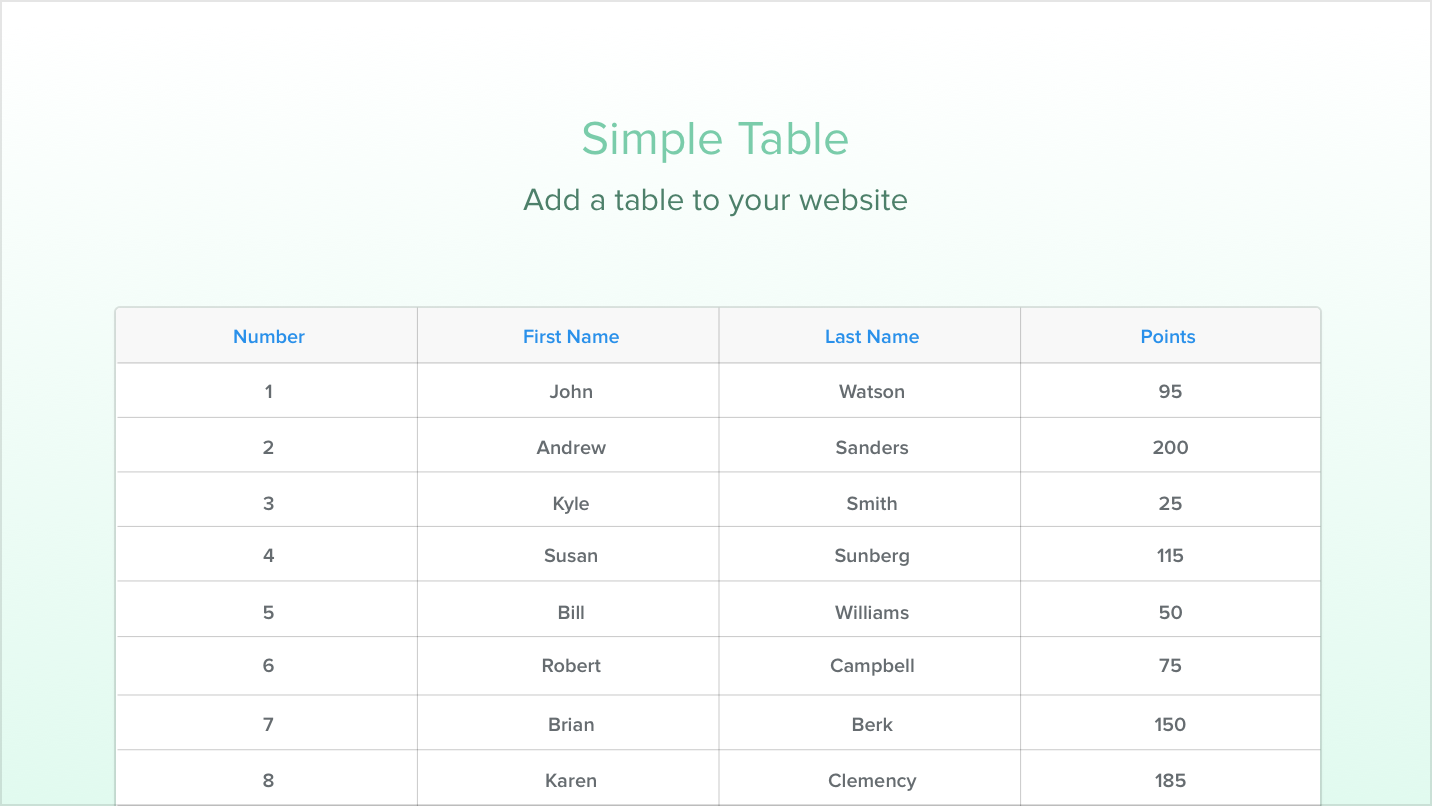 Simple Table
Add a table to your website
Number First Name Last Name Points
1 John Watson 95
2 Andrew Sanders 200
3 Kyle Smith 25
4 Susan Sunberg 115
5 Bill Williams 50
6 Robert Campbell 75
7 Brian Berk 150
8 Karen Clemency 185